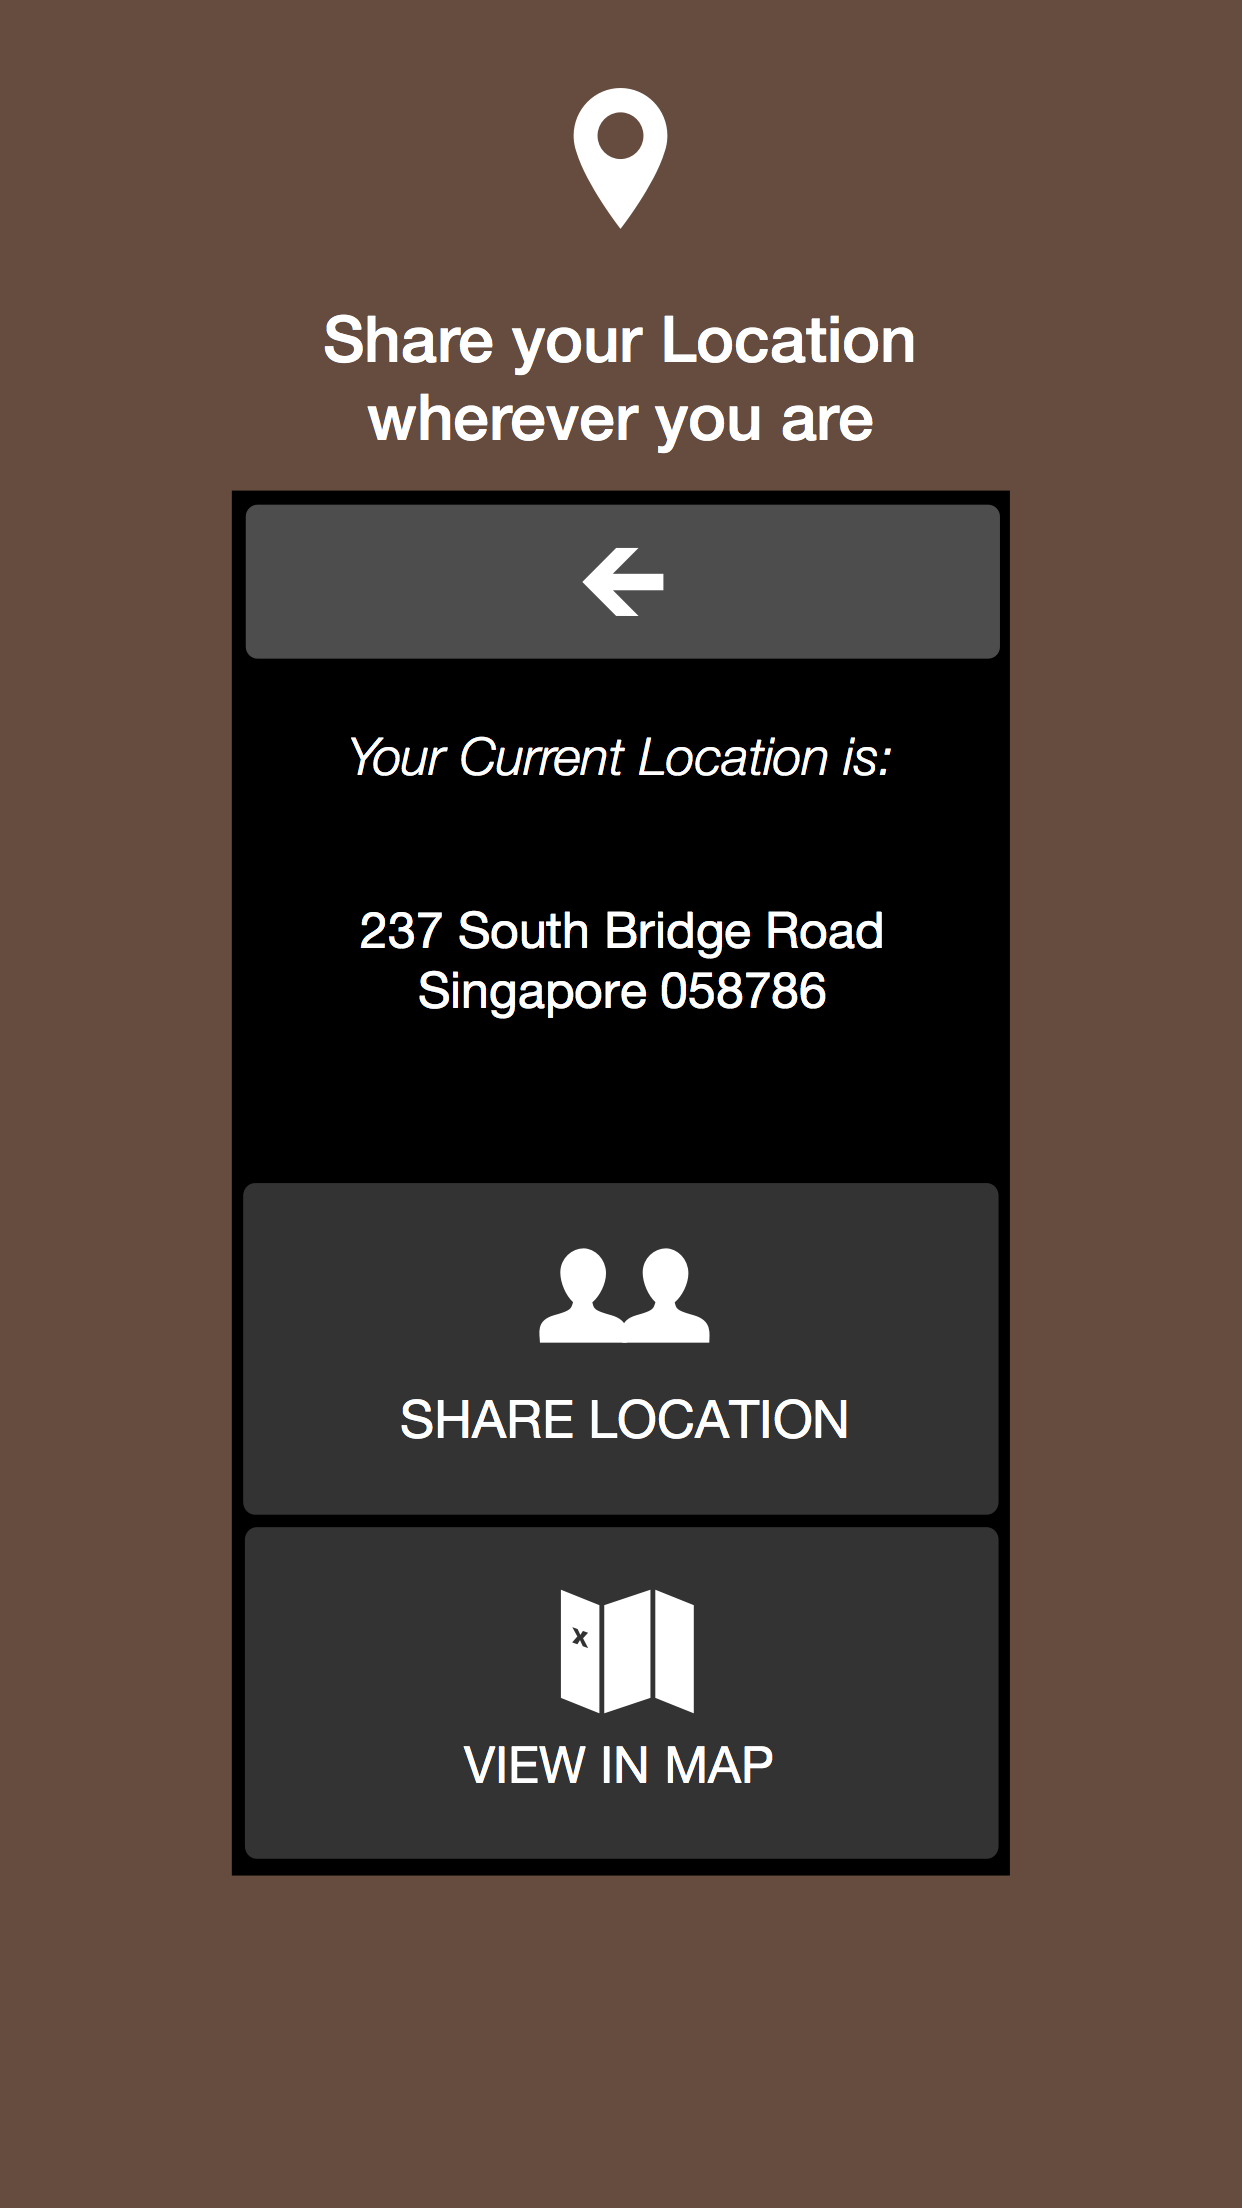 Share your Location
wherever you are
Your Current Location is:
237 South Bridge Road
Singapore 058786
SHARE LOCATION
x
VIEW IN MAP